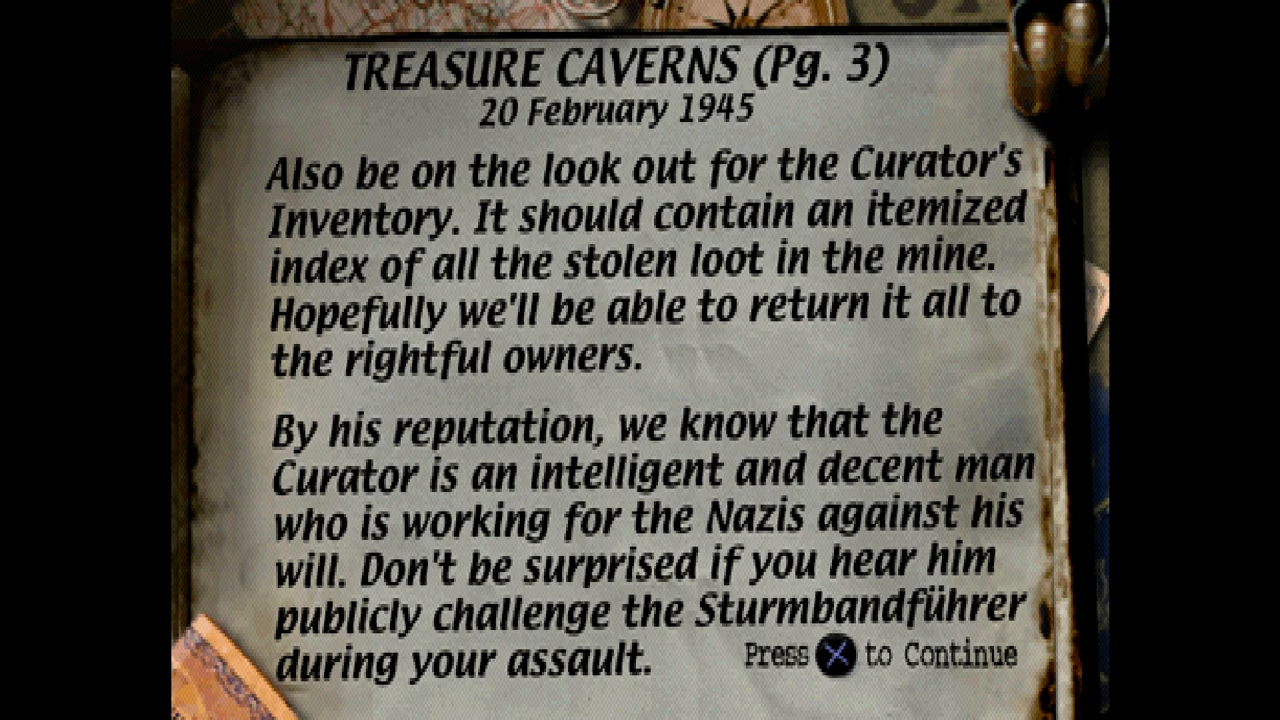 TREASURE CAVERNS (Pg. 3)
20 February 1945
Also be on the look out for the Curator's
Inventory. It should contain an itemized
index of all the stolen loot in the mine.
Hopefully we'll be able to return it all to
the rightful owners.
By his reputation, we know that the
Curator is an intelligent and decent man
who is working for the Nazis against his
will. Don't be surprised if you hear him
publicly challenge the Sturmbandführer
during your assault.
Press X to Continue